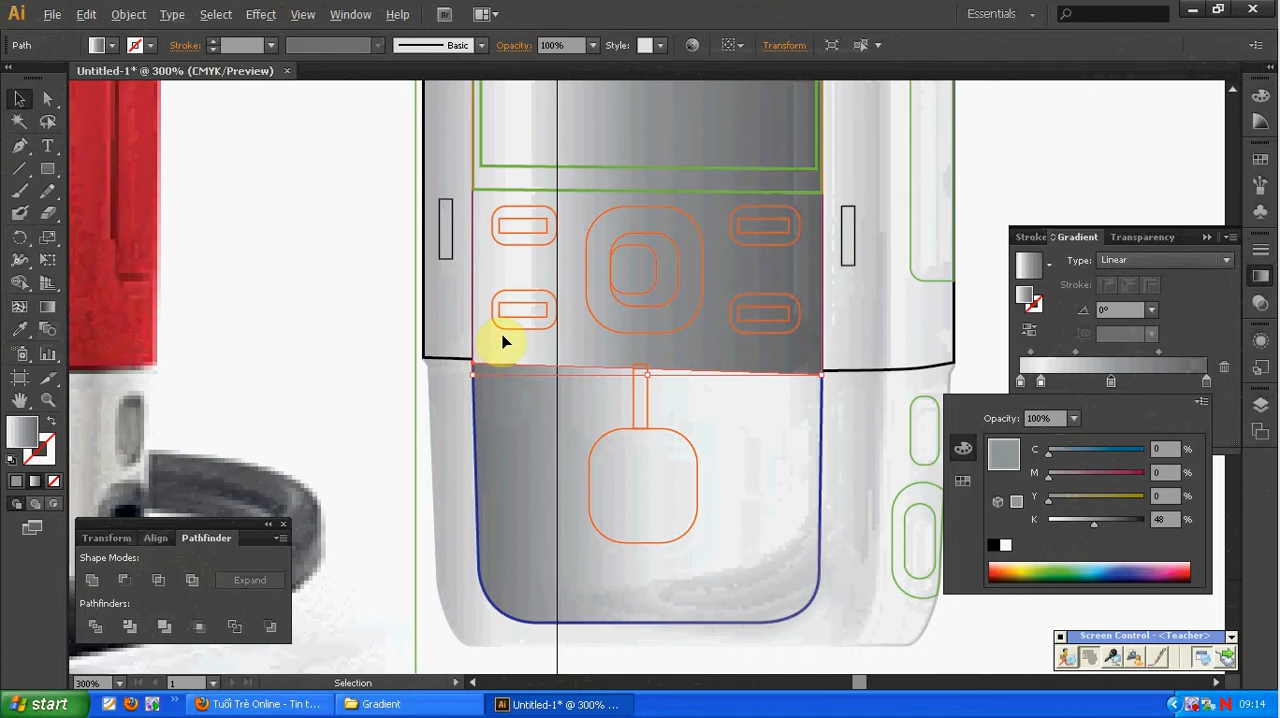 Ai File Edit Object Type Select Effect View Window Help Br Essentials
Path Stroke: Basic Opacity: 100% Style: Transform
Untitled-1* @ 300% (CMYK/Preview)
Stroke Gradient Transparency
Type: Linear
Stroke:
0°
Opacity: 100%
C 0 %
M 0 %
Y 0 %
K 48 %
Transform Align Pathfinder
Shape Modes:
Expand
Pathfinders:
Screen Control - <Teacher>
300% 1 Selection
start Tuổi Trẻ Online - Tin t... Gradient Untitled-1* @ 300% ... 09:14